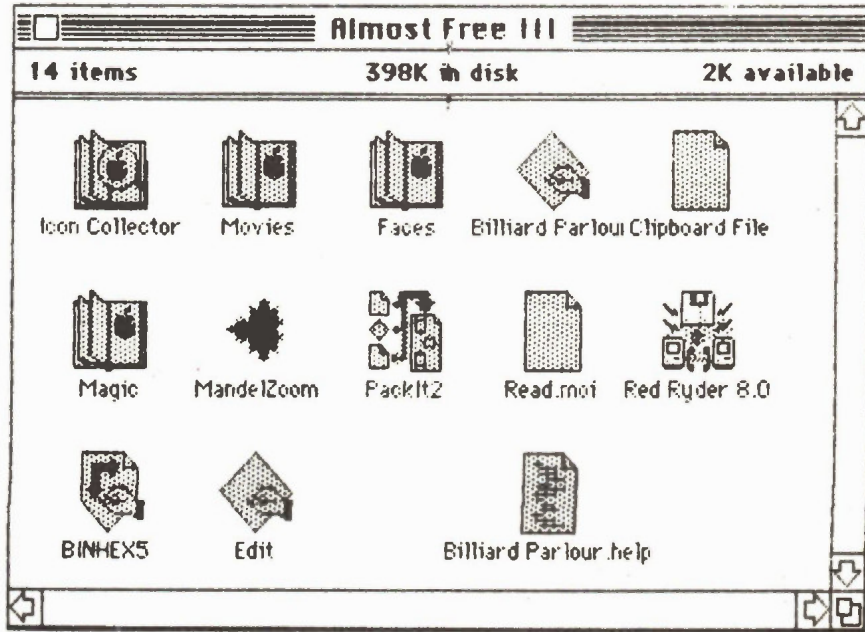 Almost Free III
14 items 398K in disk 2K available
Icon Collector Movies Faces Billiard Parlour Clipboard File
Magic MandelZoom PackIt2 Read.moi Red Ryder 8.0
BINHEX5 Edit Billiard Parlour.help